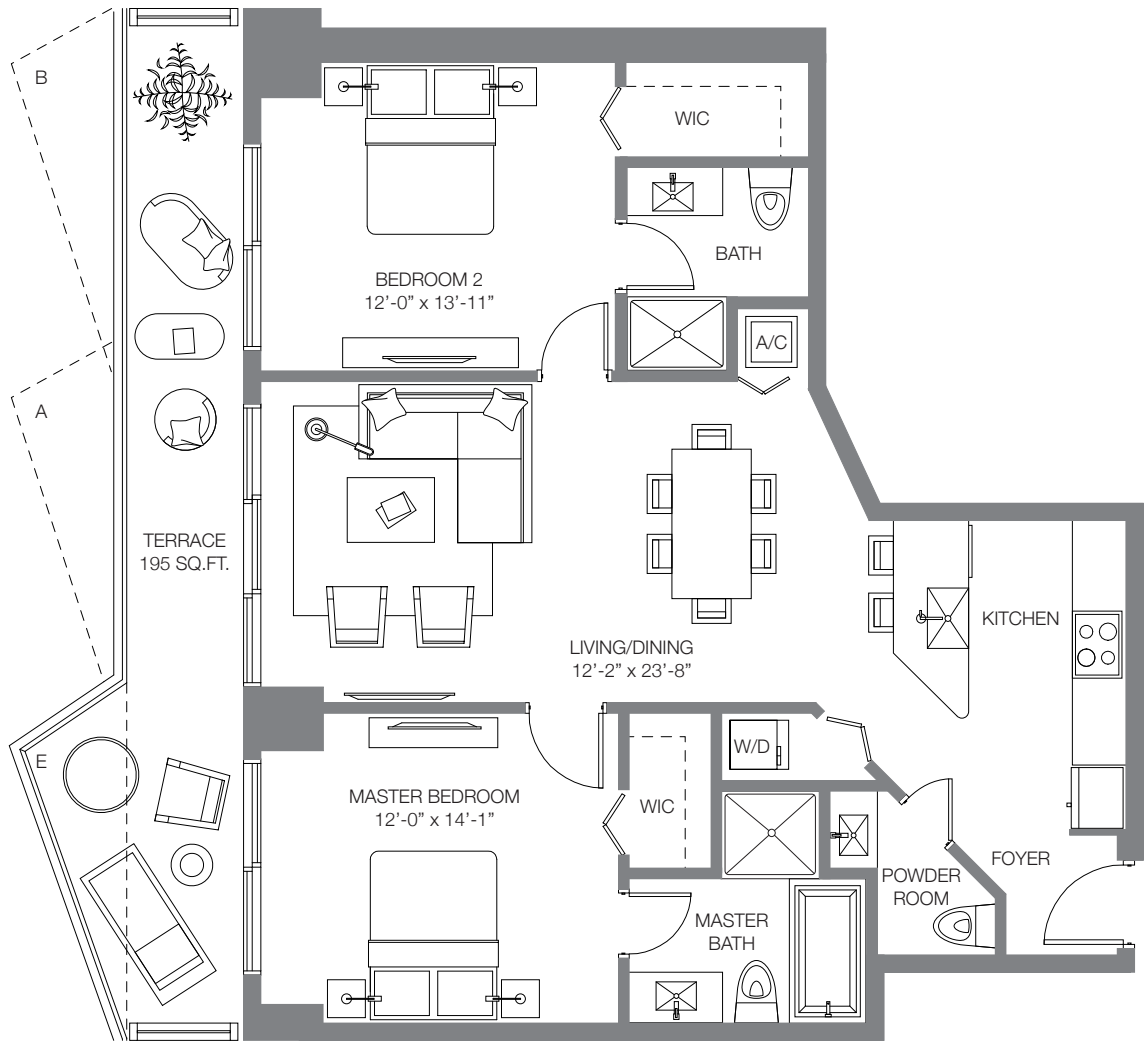 B
WIC
BATH
BEDROOM 2
12’-0” x 13’-11”
A/C
A
TERRACE
195 SQ.FT.
KITCHEN
LIVING/DINING
12’-2” x 23’-8”
W/D
E
MASTER BEDROOM
12’-0” x 14’-1”
WIC
FOYER
POWDER
ROOM
MASTER
BATH